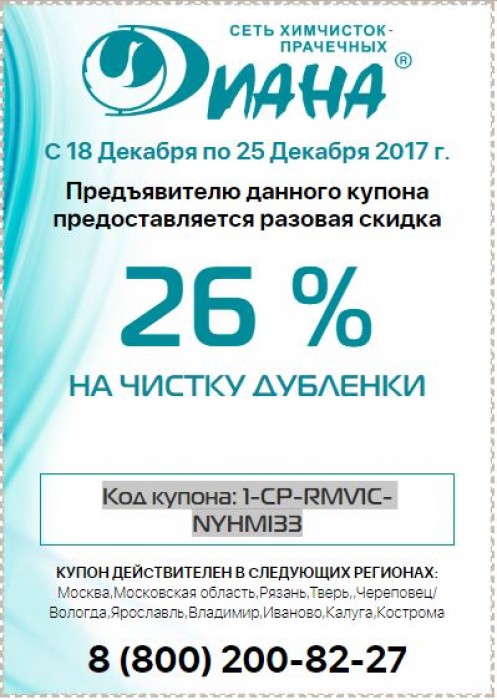 СЕТЬ ХИМЧИСТОК-
ПРАЧЕЧНЫХ
ДИАНА®
С 18 Декабря по 25 Декабря 2017 г.
Предъявителю данного купона
предоставляется разовая скидка
26 %
НА ЧИСТКУ ДУБЛЕНКИ
Код купона: 1-CP-RMV1C-
NYHM133
КУПОН ДЕЙСТВИТЕЛЕН В СЛЕДУЮЩИХ РЕГИОНАХ:
Москва,Московская область,Рязань,Тверь,,Череповец/
Вологда,Ярославль,Владимир,Иваново,Калуга,Кострома
8 (800) 200-82-27